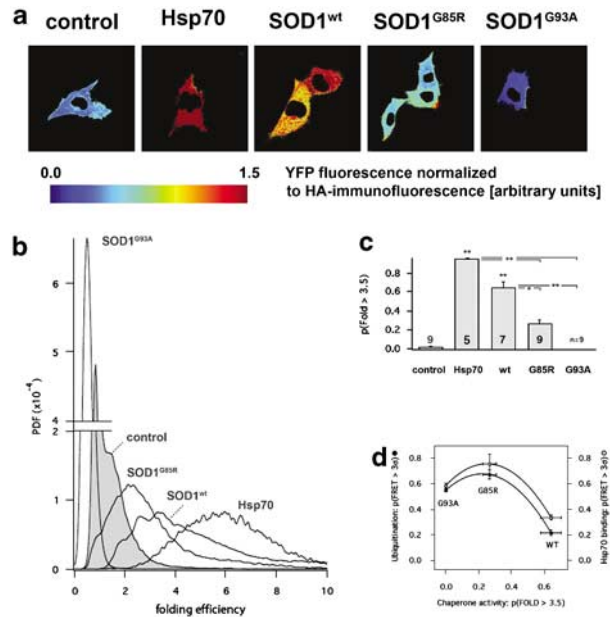 a
control Hsp70 SOD1wt SOD1G85R SOD1G93A
0.0 1.5
YFP fluorescence normalized
to HA-immunofluorescence [arbitrary units]
b
SOD1G93A
control
SOD1G85R
SOD1wt
Hsp70
PDF (x10-4)
6
5
4
2
1
0
0 2 4 6 8 10
folding efficiency
c
p(Fold > 3.5)
0.8
0.6
0.4
0.2
0.0
** ** ** * **
9 5 7 9 n=9
control Hsp70 wt G85R G93A
d
Ubiquitination: p(FRET > 3σ)●
Hsp70 binding: p(FRET > 3σ)○
0.8 0.8
0.6 0.6
0.4 0.4
0.2 0.2
0.0 0.0
G93A
G85R
WT
0.0 0.2 0.4 0.6
Chaperone activity: p(FOLD > 3.5)